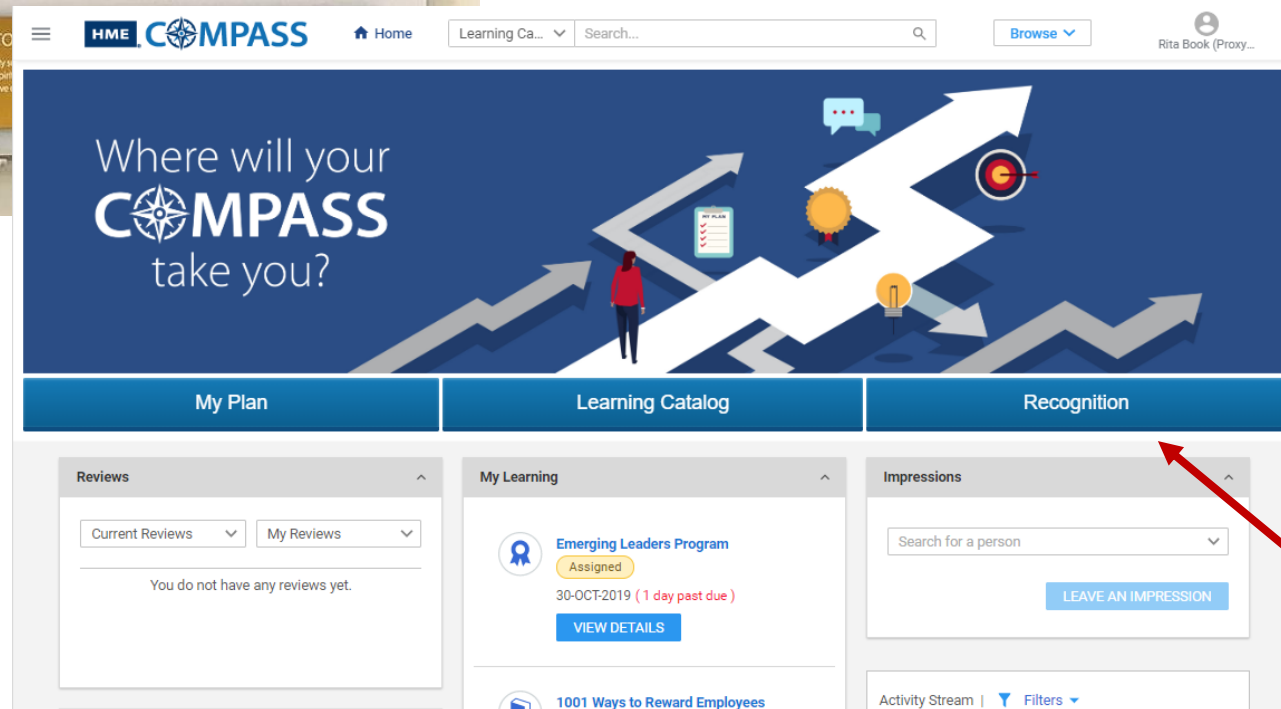 HME COMPASS
Home
Learning Ca...
Search...
Browse
Rita Book (Proxy...
Where will your
COMPASS
take you?
MY PLAN
My Plan
Learning Catalog
Recognition
Reviews
Current Reviews
My Reviews
You do not have any reviews yet.
My Learning
Emerging Leaders Program
Assigned
30-OCT-2019 ( 1 day past due )
VIEW DETAILS
1001 Ways to Reward Employees
Impressions
Search for a person
LEAVE AN IMPRESSION
Activity Stream | Filters